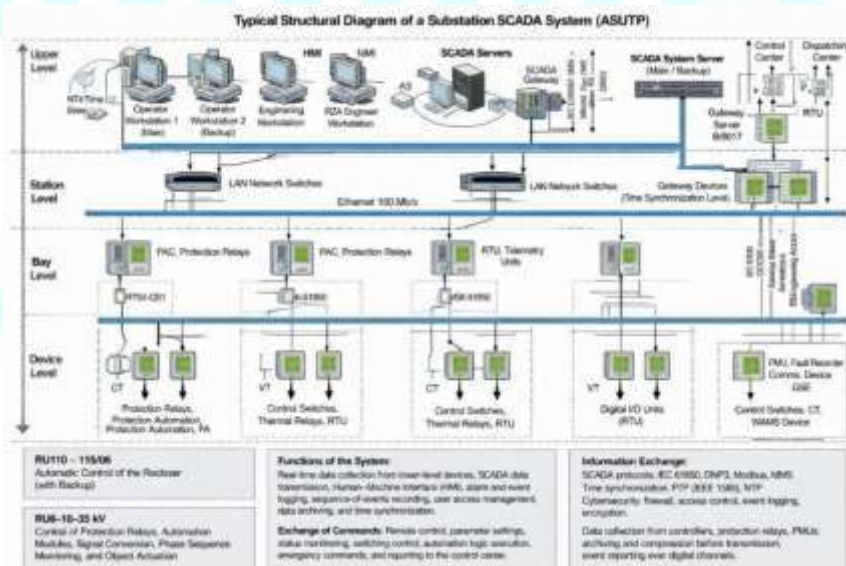 Typical Structural Diagram of a Substation SCADA System (ASUTP)
Upper
Level
HMI
SCADA Servers
SCADA
Gateway
SCADA System Server
(Main / Backup)
Control
Center
Dispatching
Center
Operator
Workstation 1
(Main)
Operator
Workstation 2
(Backup)
Engineering
Workstation
RZA Engineer
Workstation
Gateway
Server
RTU
Station
Level
LAN Network Switches
LAN Network Switches
Gateway Devices
(Time Synchronization Level)
Ethernet 100 Mb/s
Bay
Level
PAC, Protection Relays
PAC, Protection Relays
RTU, Telemetry
Units
Device
Level
CT
VT
CT
VT
PMU, Fault Recorder
Comms, Device
Protection Relays,
Protection Automation,
Protection Automation, PA
Control Switches,
Thermal Relays, RTU
Control Switches,
Thermal Relays, RTU
Digital I/O Units
(RTU)
Control Switches, CT,
WAMS Device
RU110 – 115/06
Automatic Control of the Recloser
(with Backup)
RU6–10–35 kV
Control of Protection Relays, Automation
Modules, Signal Conversion, Phase Sequence
Monitoring, and Object Actuation
Functions of the System:
Real-time data collection from lower-level devices, SCADA data
transmission, Human–Machine Interface (HMI), alarm and event
logging, sequence-of-events recording, user access management,
data archiving, and time synchronization.
Exchange of Commands: Remote control, parameter settings,
status monitoring, switching control, automation logic execution,
emergency commands, and reporting to the control center.
Information Exchange:
SCADA protocols, IEC 61850, DNP3, Modbus, MMS
Time synchronization: PTP (IEEE 1588), NTP
Cybersecurity: firewall, access control, event logging,
encryption.
Data collection from controllers, protection relays, PMUs;
archiving and compression before transmission,
event reporting over digital channels.